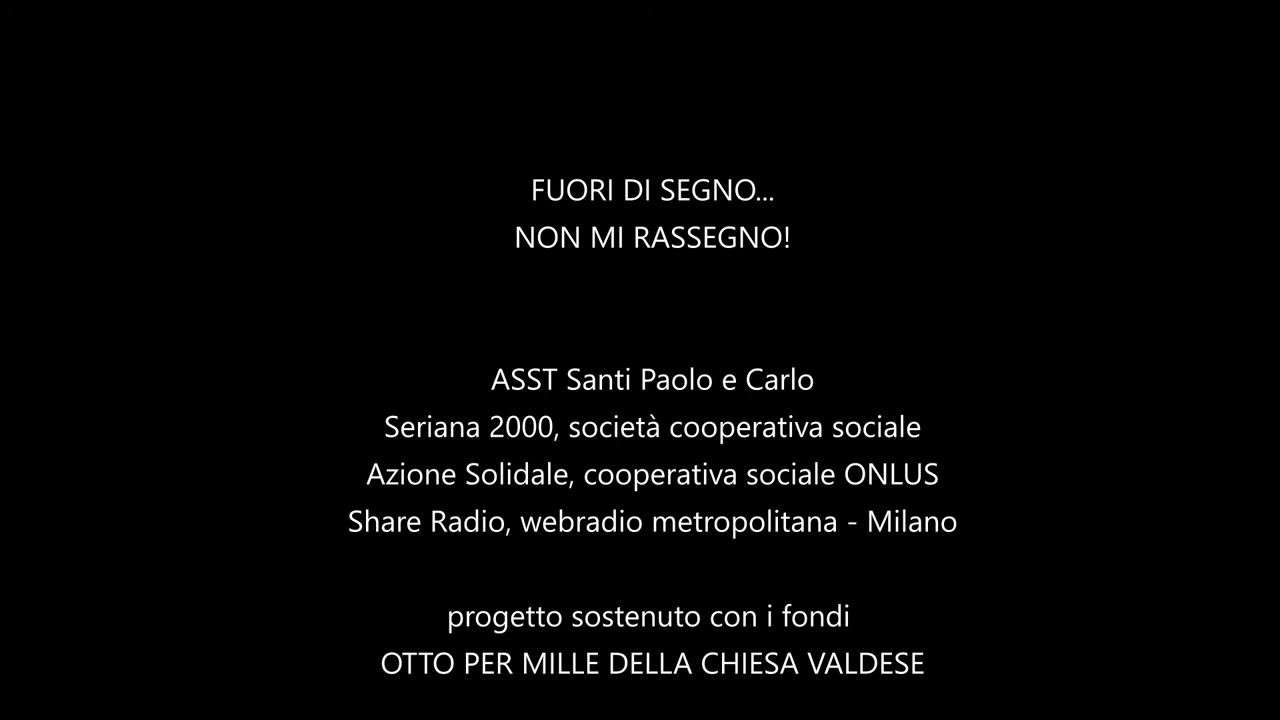 FUORI DI SEGNO...
NON MI RASSEGNO!
ASST Santi Paolo e Carlo
Seriana 2000, società cooperativa sociale
Azione Solidale, cooperativa sociale ONLUS
Share Radio, webradio metropolitana - Milano
progetto sostenuto con i fondi
OTTO PER MILLE DELLA CHIESA VALDESE